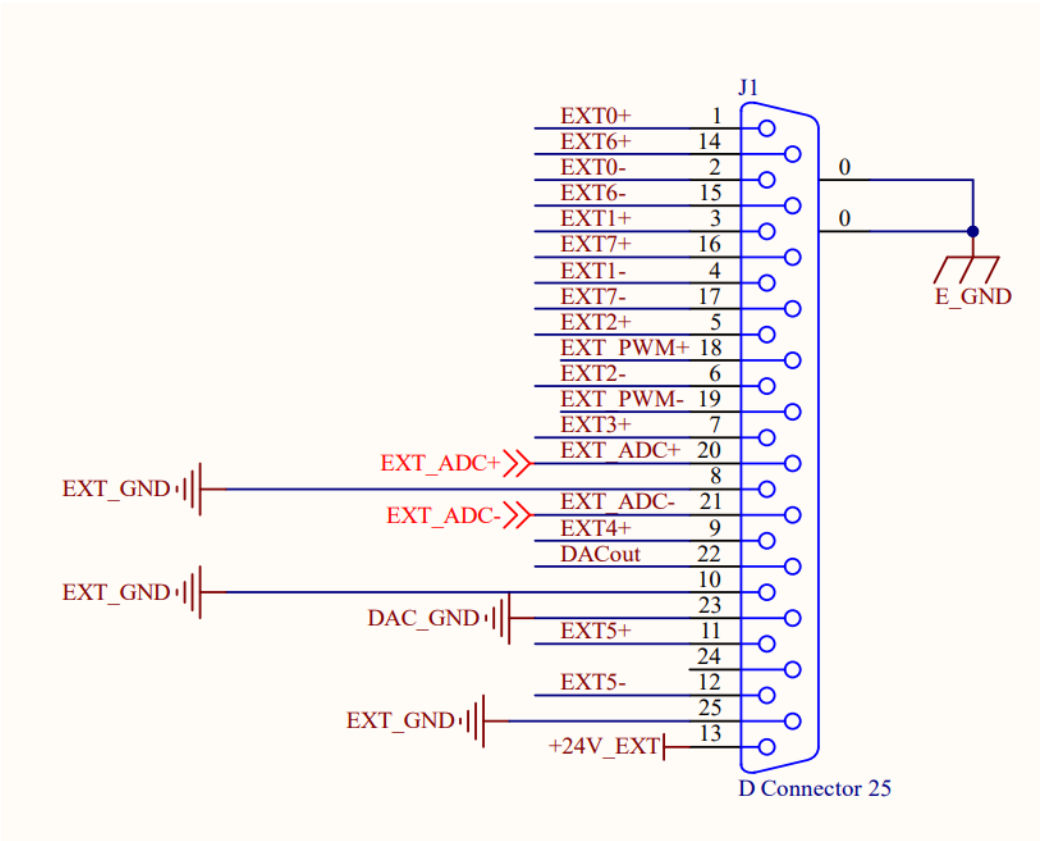 J1
EXT0+ 1
EXT6+ 14
EXT0- 2
0
EXT6- 15
EXT1+ 3
0
EXT7+ 16
EXT1- 4
E_GND
EXT7- 17
EXT2+ 5
EXT_PWM+ 18
EXT2- 6
EXT_PWM- 19
EXT3+ 7
EXT_ADC+ EXT_ADC+ 20
EXT_GND 8
EXT_ADC- EXT_ADC- 21
EXT4+ 9
DACout 22
EXT_GND 10
DAC_GND 23
EXT5+ 11
24
EXT5- 12
EXT_GND 25
+24V_EXT 13
D Connector 25